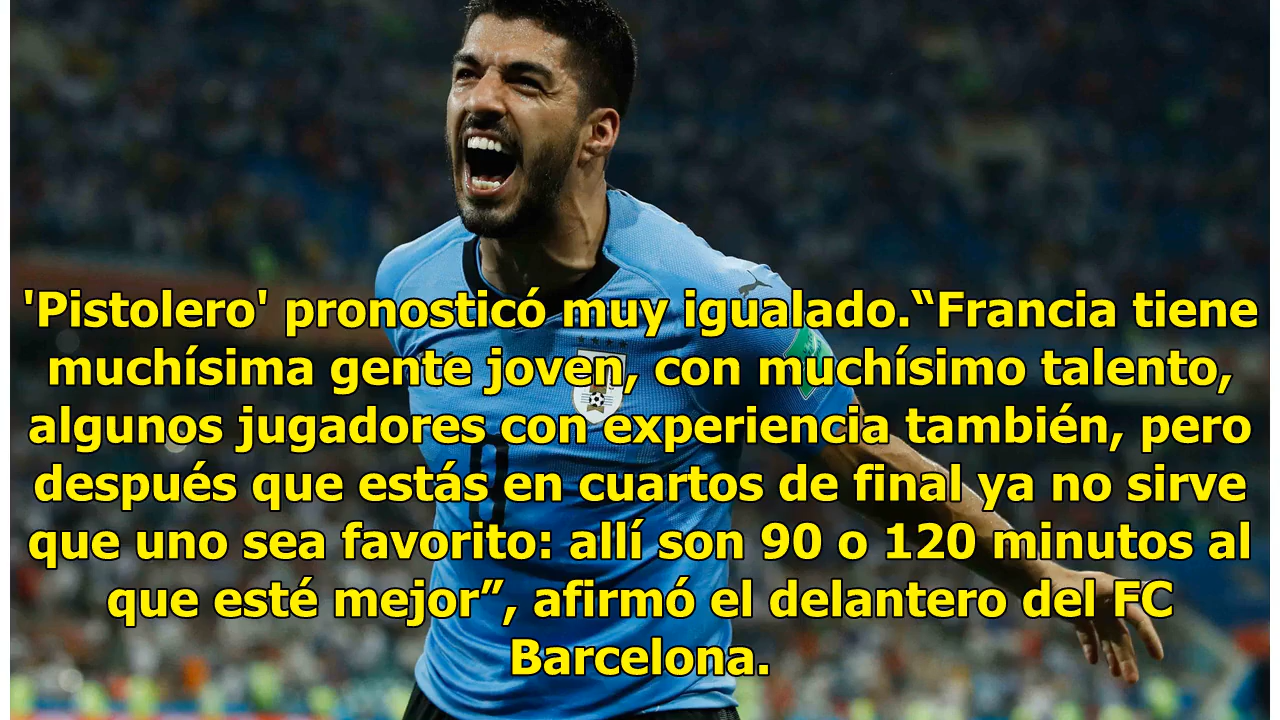 'Pistolero' pronosticó muy igualado.“Francia tiene
muchísima gente joven, con muchísimo talento,
algunos jugadores con experiencia también, pero
después que estás en cuartos de final ya no sirve
que uno sea favorito: allí son 90 o 120 minutos al
que esté mejor”, afirmó el delantero del FC
Barcelona.